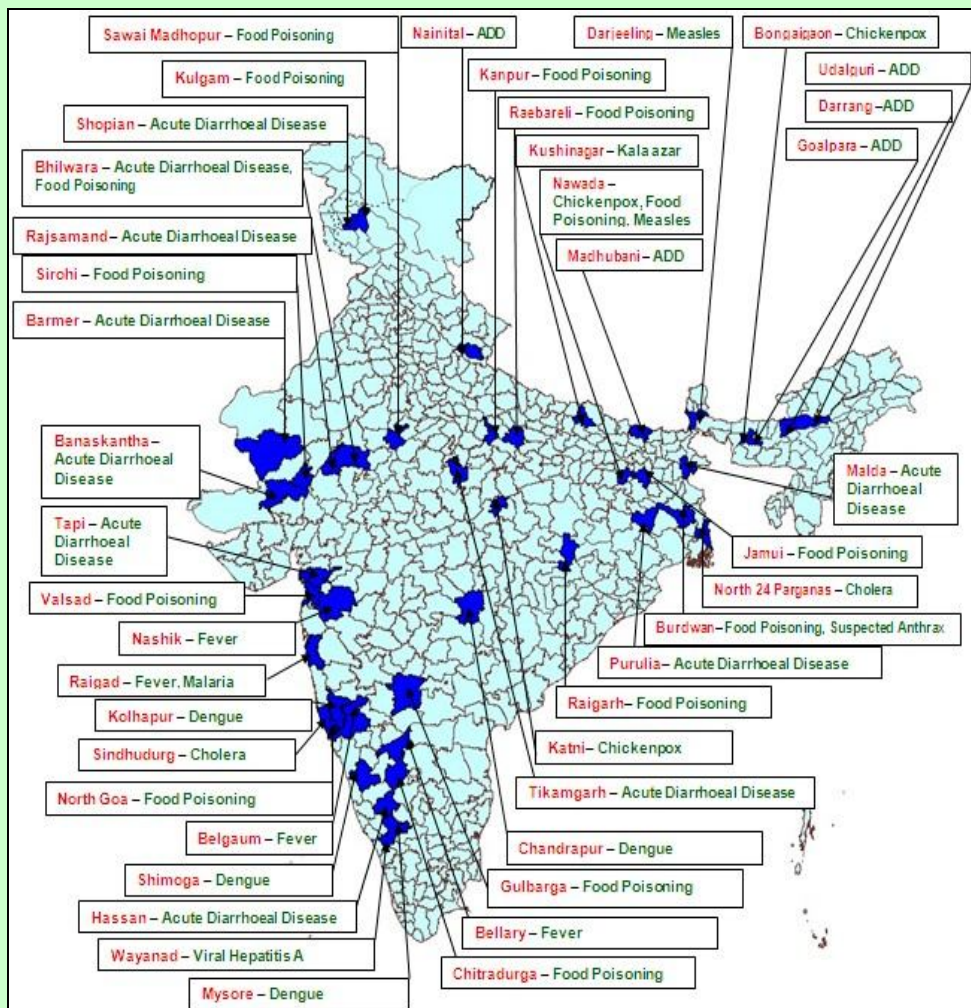 Sawai Madhopur – Food Poisoning
Nainital – ADD
Darjeeling – Measles
Bongaigaon – Chickenpox
Kulgam – Food Poisoning
Kanpur – Food Poisoning
Udalguri – ADD
Shopian – Acute Diarrhoeal Disease
Raebareli – Food Poisoning
Darrang – ADD
Bhilwara – Acute Diarrhoeal Disease,
Food Poisoning
Kushinagar – Kala azar
Goalpara – ADD
Nawada –
Chickenpox, Food
Poisoning, Measles
Rajsamand – Acute Diarrhoeal Disease
Madhubani – ADD
Sirohi – Food Poisoning
Barmer – Acute Diarrhoeal Disease
Banaskantha –
Acute Diarrhoeal
Disease
Malda – Acute
Diarrhoeal
Disease
Tapi – Acute
Diarrhoeal
Disease
Jamui – Food Poisoning
Valsad – Food Poisoning
North 24 Parganas – Cholera
Nashik – Fever
Burdwan – Food Poisoning, Suspected Anthrax
Raigad – Fever, Malaria
Purulia – Acute Diarrhoeal Disease
Kolhapur – Dengue
Raigarh – Food Poisoning
Sindhudurg – Cholera
Katni – Chickenpox
North Goa – Food Poisoning
Tikamgarh – Acute Diarrhoeal Disease
Belgaum – Fever
Chandrapur – Dengue
Shimoga – Dengue
Gulbarga – Food Poisoning
Hassan – Acute Diarrhoeal Disease
Bellary – Fever
Wayanad – Viral Hepatitis A
Chitradurga – Food Poisoning
Mysore – Dengue